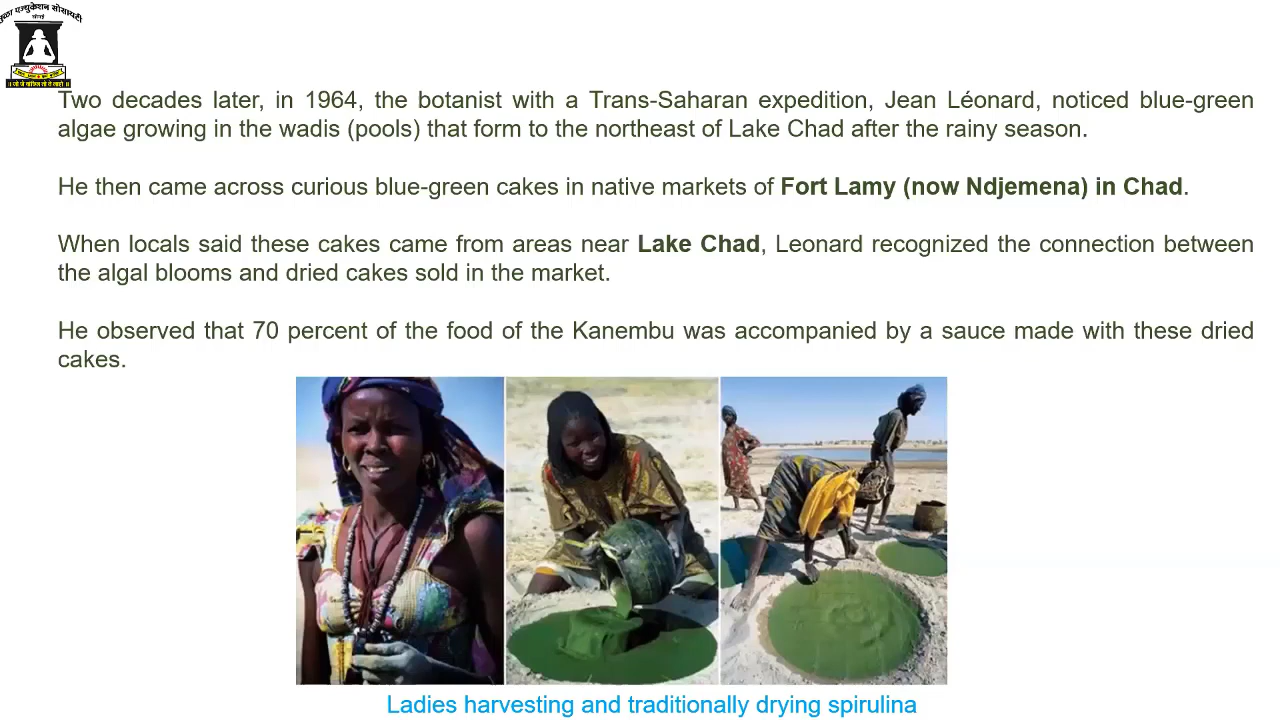 Two decades later, in 1964, the botanist with a Trans-Saharan expedition, Jean Léonard, noticed blue-green
algae growing in the wadis (pools) that form to the northeast of Lake Chad after the rainy season.
He then came across curious blue-green cakes in native markets of Fort Lamy (now Ndjemena) in Chad.
When locals said these cakes came from areas near Lake Chad, Leonard recognized the connection between
the algal blooms and dried cakes sold in the market.
He observed that 70 percent of the food of the Kanembu was accompanied by a sauce made with these dried
cakes.
Ladies harvesting and traditionally drying spirulina